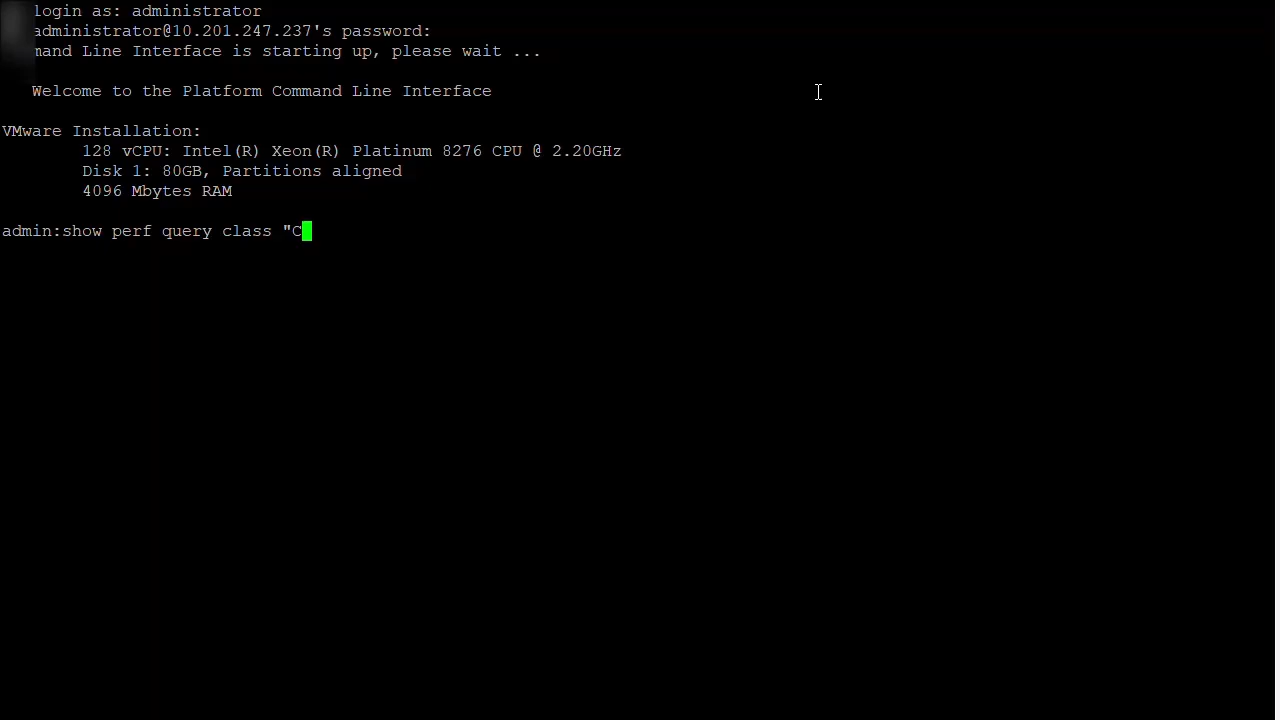 login as: administrator
administrator@10.201.247.237's password:
mand Line Interface is starting up, please wait ...
Welcome to the Platform Command Line Interface
VMware Installation:
128 vCPU: Intel(R) Xeon(R) Platinum 8276 CPU @ 2.20GHz
Disk 1: 80GB, Partitions aligned
4096 Mbytes RAM
admin:show perf query class "C